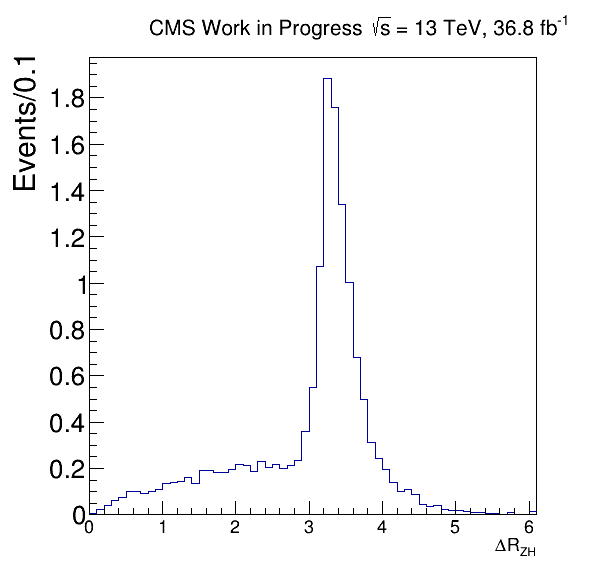 CMS Work in Progress √s = 13 TeV, 36.8 fb⁻¹
Events/0.1
1.8
1.6
1.4
1.2
1
0.8
0.6
0.4
0.2
0
0 1 2 3 4 5 6
ΔR_ZH